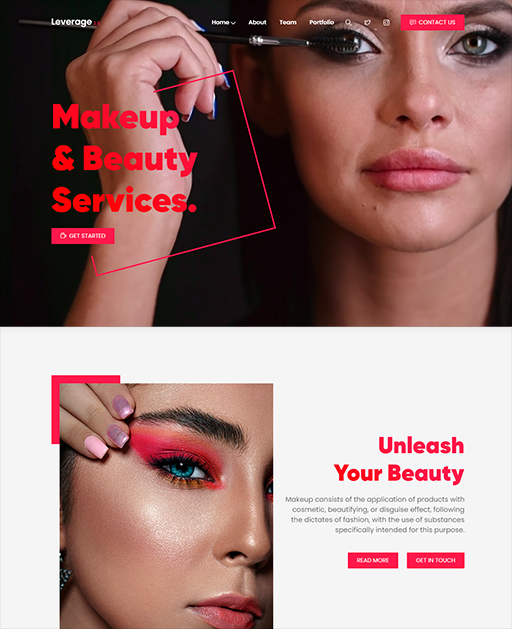 Leverage
Home About Team Portfolio CONTACT US
Makeup
& Beauty
Services.
GET STARTED
Unleash
Your Beauty
Makeup consists of the application of products with
cosmetic, beautifying, or disguise effect, following
the dictates of fashion, with the use of substances
specifically intended for this purpose.
READ MORE GET IN TOUCH